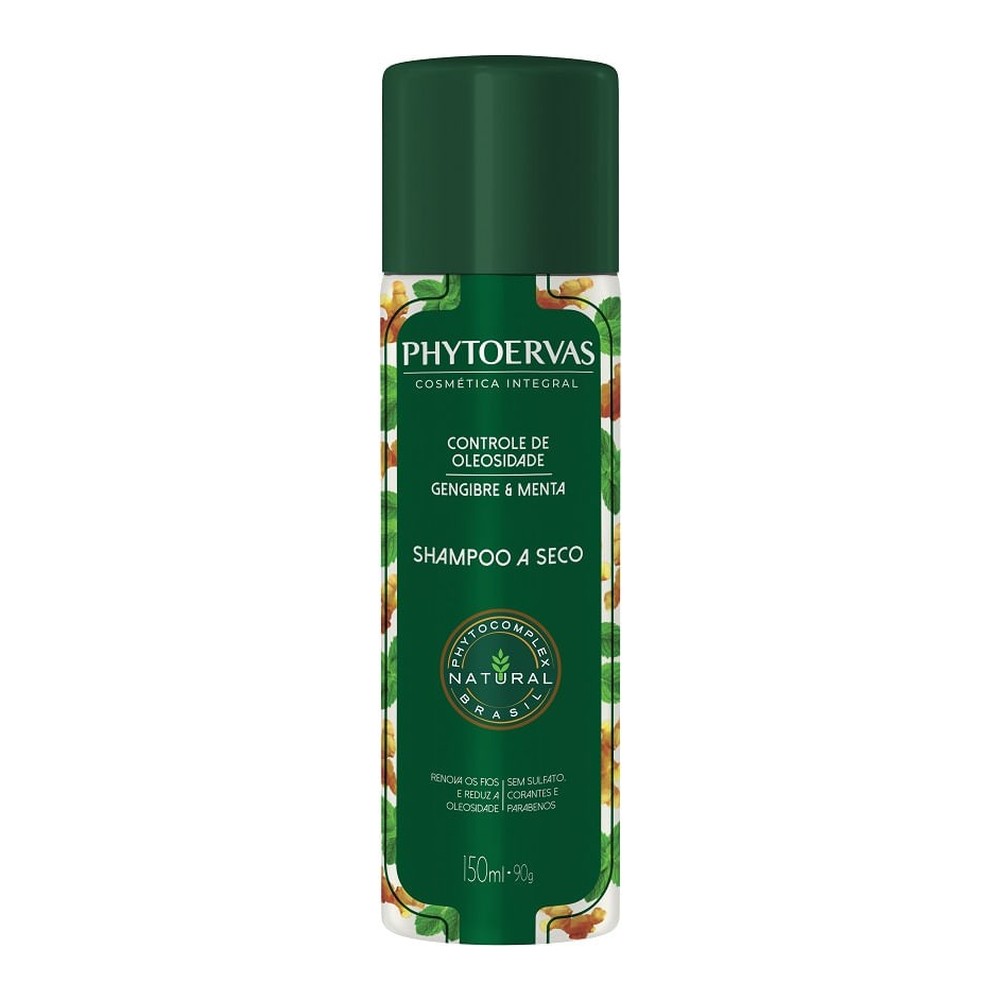 PHYTOERVAS
COSMÉTICA INTEGRAL
CONTROLE DE
OLEOSIDADE
GENGIBRE & MENTA
SHAMPOO A SECO
PHYTOCOMPLEX
NATURAL
BRASIL
RENOVA OS FIOS
E REDUZ A
OLEOSIDADE
SEM SULFATO,
CORANTES E
PARABENOS
150ml • 90g